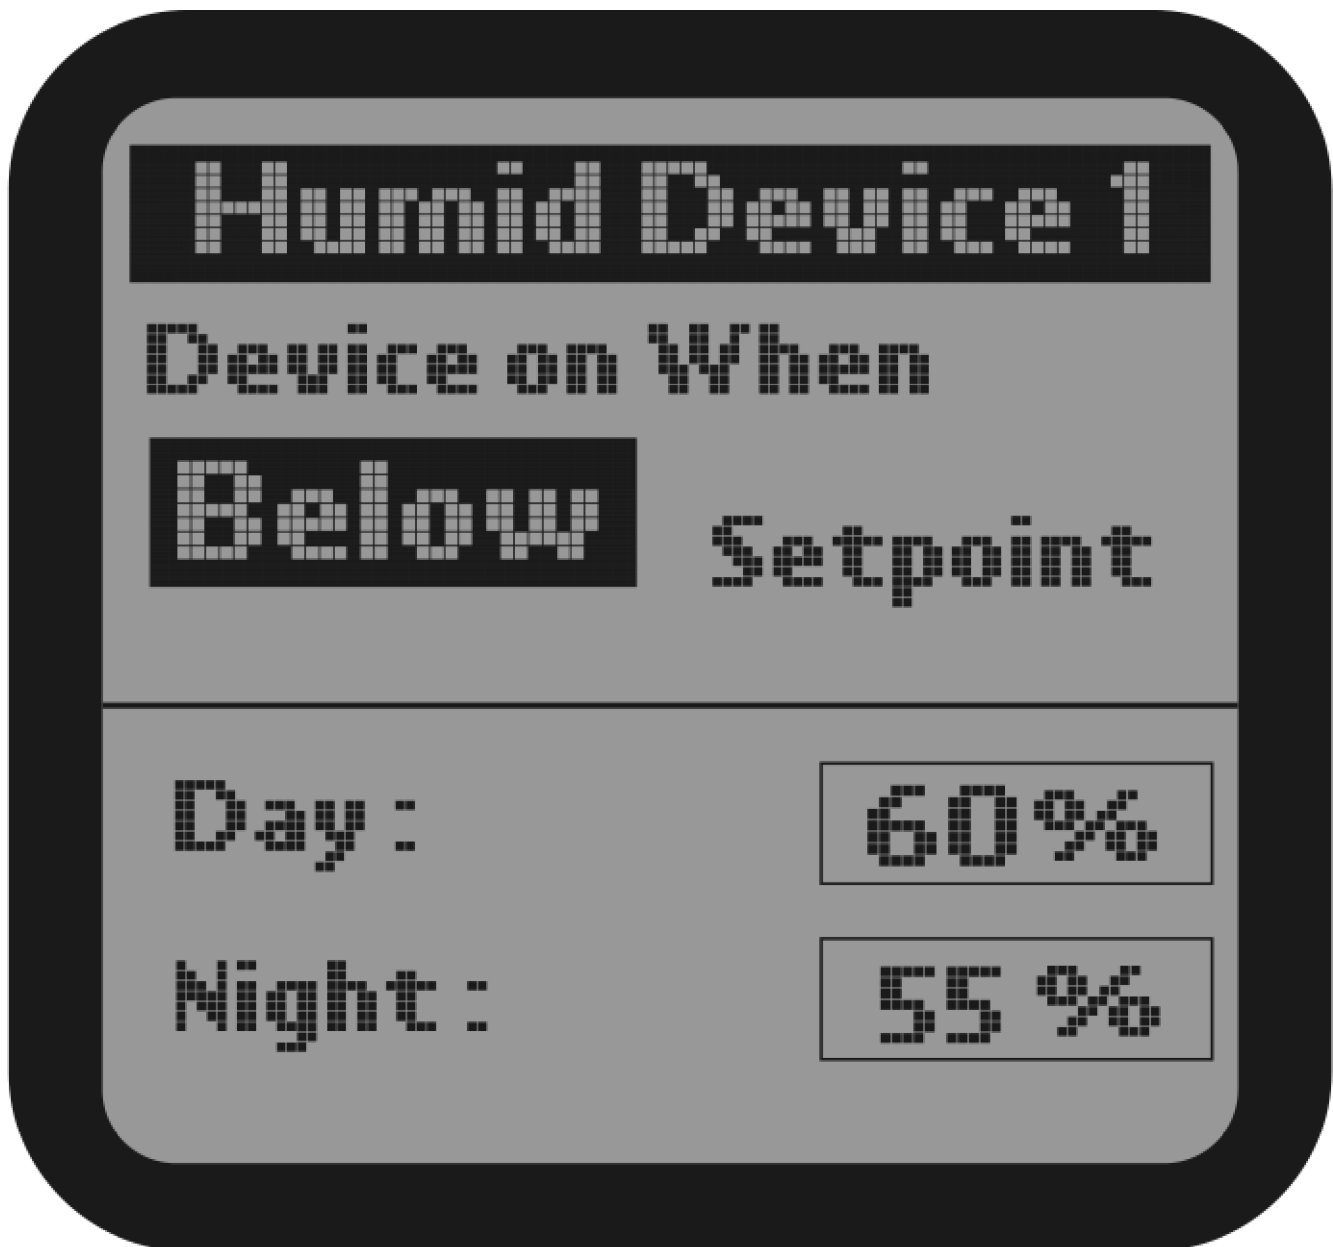 Humid Device 1
Device on When
Below Setpoint
Day: 60%
Night: 55%